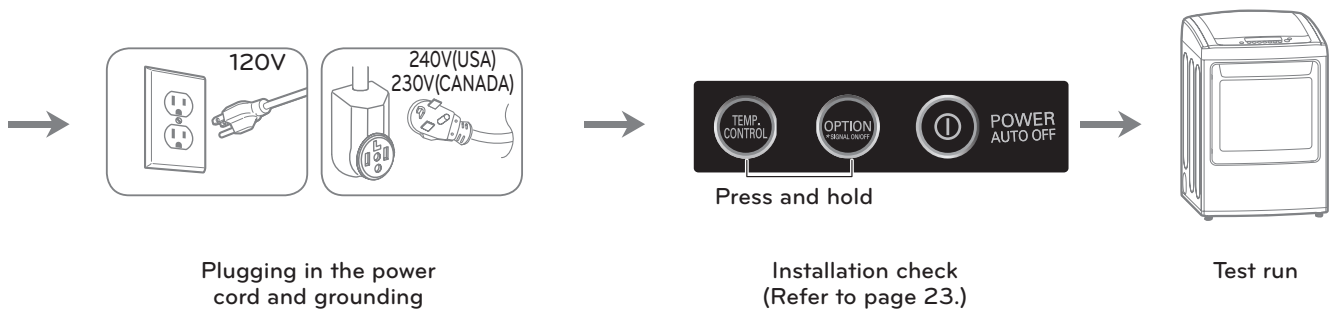 120V
240V(USA)
230V(CANADA)
TEMP.
CONTROL
OPTION
*SIGNAL ON/OFF
POWER
AUTO OFF
Press and hold
Plugging in the power
cord and grounding
Installation check
(Refer to page 23.)
Test run